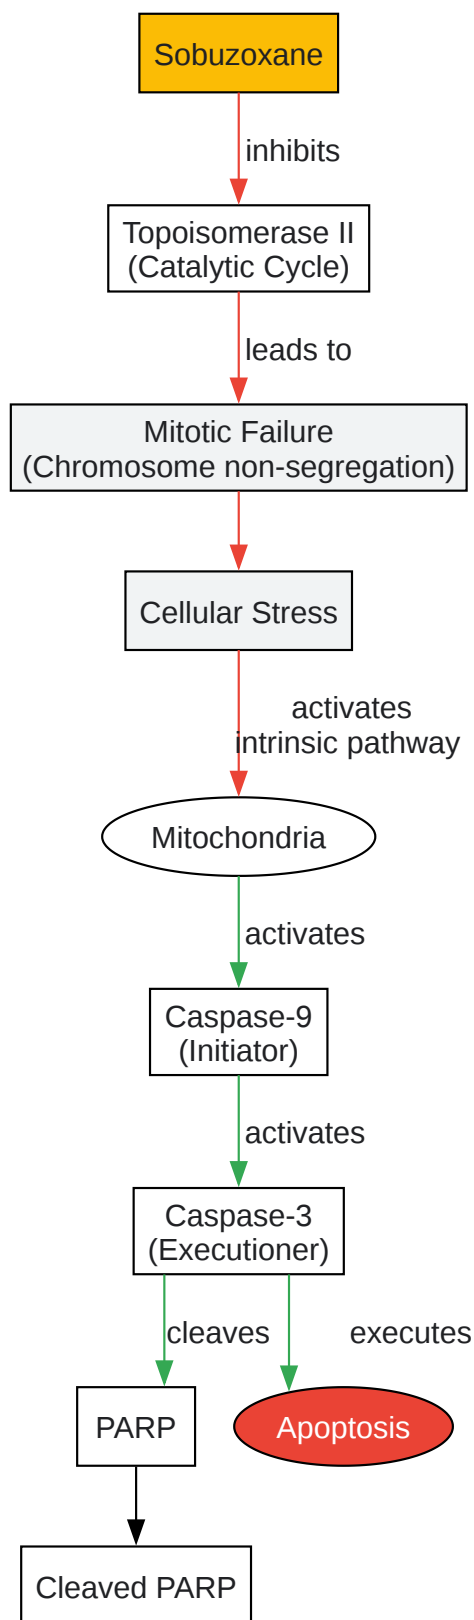 Sobuzoxane
inhibits
Topoisomerase II
(Catalytic Cycle)
leads to
Mitotic Failure
(Chromosome non-segregation)
Cellular Stress
activates
intrinsic pathway
Mitochondria
activates
Caspase-9
(Initiator)
activates
Caspase-3
(Executioner)
cleaves
executes
PARP
Apoptosis
Cleaved PARP